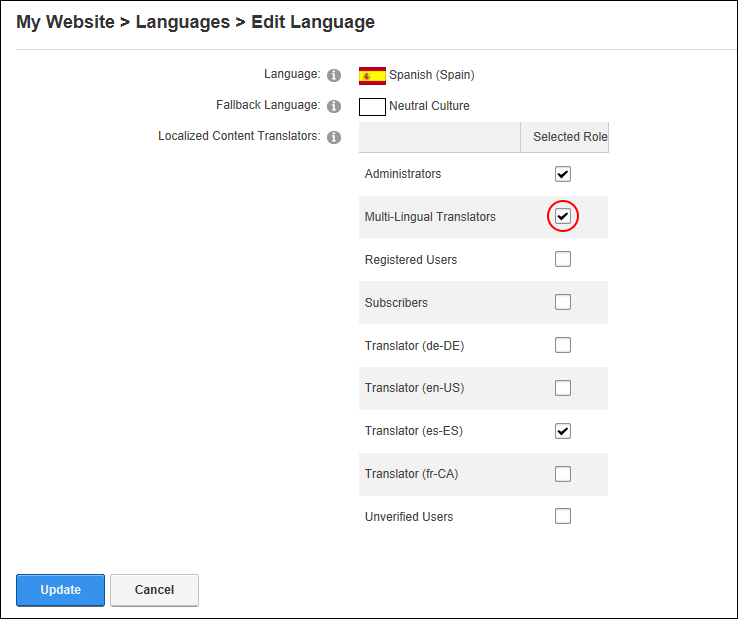 My Website > Languages > Edit Language
Language:
Spanish (Spain)
Fallback Language:
Neutral Culture
Localized Content Translators:
Selected Role
Administrators
Multi-Lingual Translators
Registered Users
Subscribers
Translator (de-DE)
Translator (en-US)
Translator (es-ES)
Translator (fr-CA)
Unverified Users
Update
Cancel